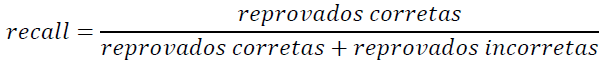 recall = reprovados corretas / reprovados corretas + reprovados incorretas